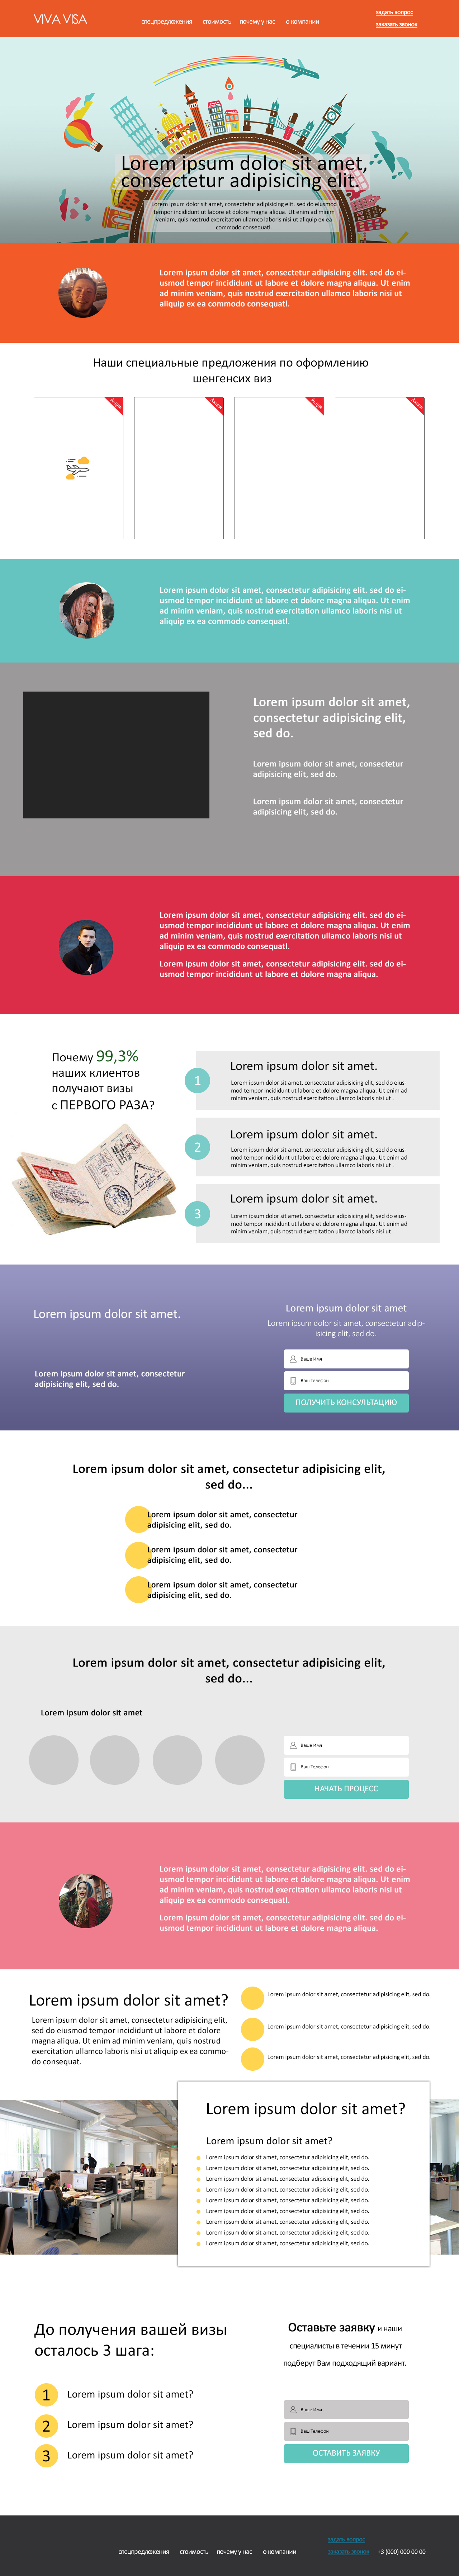 VIVA VISA
спецпредложения стоимость почему у нас о компании
задать вопрос
заказать звонок
Lorem ipsum dolor sit amet,
consectetur adipisicing elit.
Lorem ipsum dolor sit amet, consectetur adipisicing elit. sed do eiusmod
tempor incididunt ut labore et dolore magna aliqua. Ut enim ad minim
veniam, quis nostrud exercitation ullamco laboris nisi ut aliquip ex ea
commodo consequatl.
Lorem ipsum dolor sit amet, consectetur adipisicing elit. sed do ei-
usmod tempor incididunt ut labore et dolore magna aliqua. Ut enim
ad minim veniam, quis nostrud exercitation ullamco laboris nisi ut
aliquip ex ea commodo consequatl.
Наши специальные предложения по оформлению
шенгенсих виз
Акция
Акция
Акция
Акция
Lorem ipsum dolor sit amet, consectetur adipisicing elit. sed do ei-
usmod tempor incididunt ut labore et dolore magna aliqua. Ut enim
ad minim veniam, quis nostrud exercitation ullamco laboris nisi ut
aliquip ex ea commodo consequatl.
Lorem ipsum dolor sit amet,
consectetur adipisicing elit,
sed do.
Lorem ipsum dolor sit amet, consectetur
adipisicing elit, sed do.
Lorem ipsum dolor sit amet, consectetur
adipisicing elit, sed do.
Lorem ipsum dolor sit amet, consectetur adipisicing elit. sed do ei-
usmod tempor incididunt ut labore et dolore magna aliqua. Ut enim
ad minim veniam, quis nostrud exercitation ullamco laboris nisi ut
aliquip ex ea commodo consequatl.
Lorem ipsum dolor sit amet, consectetur adipisicing elit. sed do ei-
usmod tempor incididunt ut labore et dolore magna aliqua.
Почему 99,3%
наших клиентов
получают визы
с ПЕРВОГО РАЗА?
1
Lorem ipsum dolor sit amet.
Lorem ipsum dolor sit amet, consectetur adipisicing elit, sed do eius-
mod tempor incididunt ut labore et dolore magna aliqua. Ut enim ad
minim veniam, quis nostrud exercitation ullamco laboris nisi ut .
2
Lorem ipsum dolor sit amet.
Lorem ipsum dolor sit amet, consectetur adipisicing elit, sed do eius-
mod tempor incididunt ut labore et dolore magna aliqua. Ut enim ad
minim veniam, quis nostrud exercitation ullamco laboris nisi ut .
3
Lorem ipsum dolor sit amet.
Lorem ipsum dolor sit amet, consectetur adipisicing elit, sed do eius-
mod tempor incididunt ut labore et dolore magna aliqua. Ut enim ad
minim veniam, quis nostrud exercitation ullamco laboris nisi ut .
Lorem ipsum dolor sit amet.
Lorem ipsum dolor sit amet, consectetur
adipisicing elit, sed do.
Lorem ipsum dolor sit amet
Lorem ipsum dolor sit amet, consectetur adip-
isicing elit, sed do.
Ваше Имя
Ваш Телефон
ПОЛУЧИТЬ КОНСУЛЬТАЦИЮ
Lorem ipsum dolor sit amet, consectetur adipisicing elit,
sed do...
Lorem ipsum dolor sit amet, consectetur
adipisicing elit, sed do.
Lorem ipsum dolor sit amet, consectetur
adipisicing elit, sed do.
Lorem ipsum dolor sit amet, consectetur
adipisicing elit, sed do.
Lorem ipsum dolor sit amet, consectetur adipisicing elit,
sed do...
Lorem ipsum dolor sit amet
Ваше Имя
Ваш Телефон
НАЧАТЬ ПРОЦЕСС
Lorem ipsum dolor sit amet, consectetur adipisicing elit. sed do ei-
usmod tempor incididunt ut labore et dolore magna aliqua. Ut enim
ad minim veniam, quis nostrud exercitation ullamco laboris nisi ut
aliquip ex ea commodo consequatl.
Lorem ipsum dolor sit amet, consectetur adipisicing elit. sed do ei-
usmod tempor incididunt ut labore et dolore magna aliqua.
Lorem ipsum dolor sit amet?
Lorem ipsum dolor sit amet, consectetur adipisicing elit,
sed do eiusmod tempor incididunt ut labore et dolore
magna aliqua. Ut enim ad minim veniam, quis nostrud
exercitation ullamco laboris nisi ut aliquip ex ea commo-
do consequat.
Lorem ipsum dolor sit amet, consectetur adipisicing elit, sed do.
Lorem ipsum dolor sit amet, consectetur adipisicing elit, sed do.
Lorem ipsum dolor sit amet, consectetur adipisicing elit, sed do.
Lorem ipsum dolor sit amet?
Lorem ipsum dolor sit amet?
Lorem ipsum dolor sit amet, consectetur adipisicing elit, sed do.
Lorem ipsum dolor sit amet, consectetur adipisicing elit, sed do.
Lorem ipsum dolor sit amet, consectetur adipisicing elit, sed do.
Lorem ipsum dolor sit amet, consectetur adipisicing elit, sed do.
Lorem ipsum dolor sit amet, consectetur adipisicing elit, sed do.
Lorem ipsum dolor sit amet, consectetur adipisicing elit, sed do.
Lorem ipsum dolor sit amet, consectetur adipisicing elit, sed do.
Lorem ipsum dolor sit amet, consectetur adipisicing elit, sed do.
Lorem ipsum dolor sit amet, consectetur adipisicing elit, sed do.
До получения вашей визы
осталось 3 шага:
1 Lorem ipsum dolor sit amet?
2 Lorem ipsum dolor sit amet?
3 Lorem ipsum dolor sit amet?
Оставьте заявку и наши
специалисты в течении 15 минут
подберут Вам подходящий вариант.
Ваше Имя
Ваш Телефон
ОСТАВИТЬ ЗАЯВКУ
спецпредложения стоимость почему у нас о компании
задать вопрос
заказать звонок
+3 (000) 000 00 00